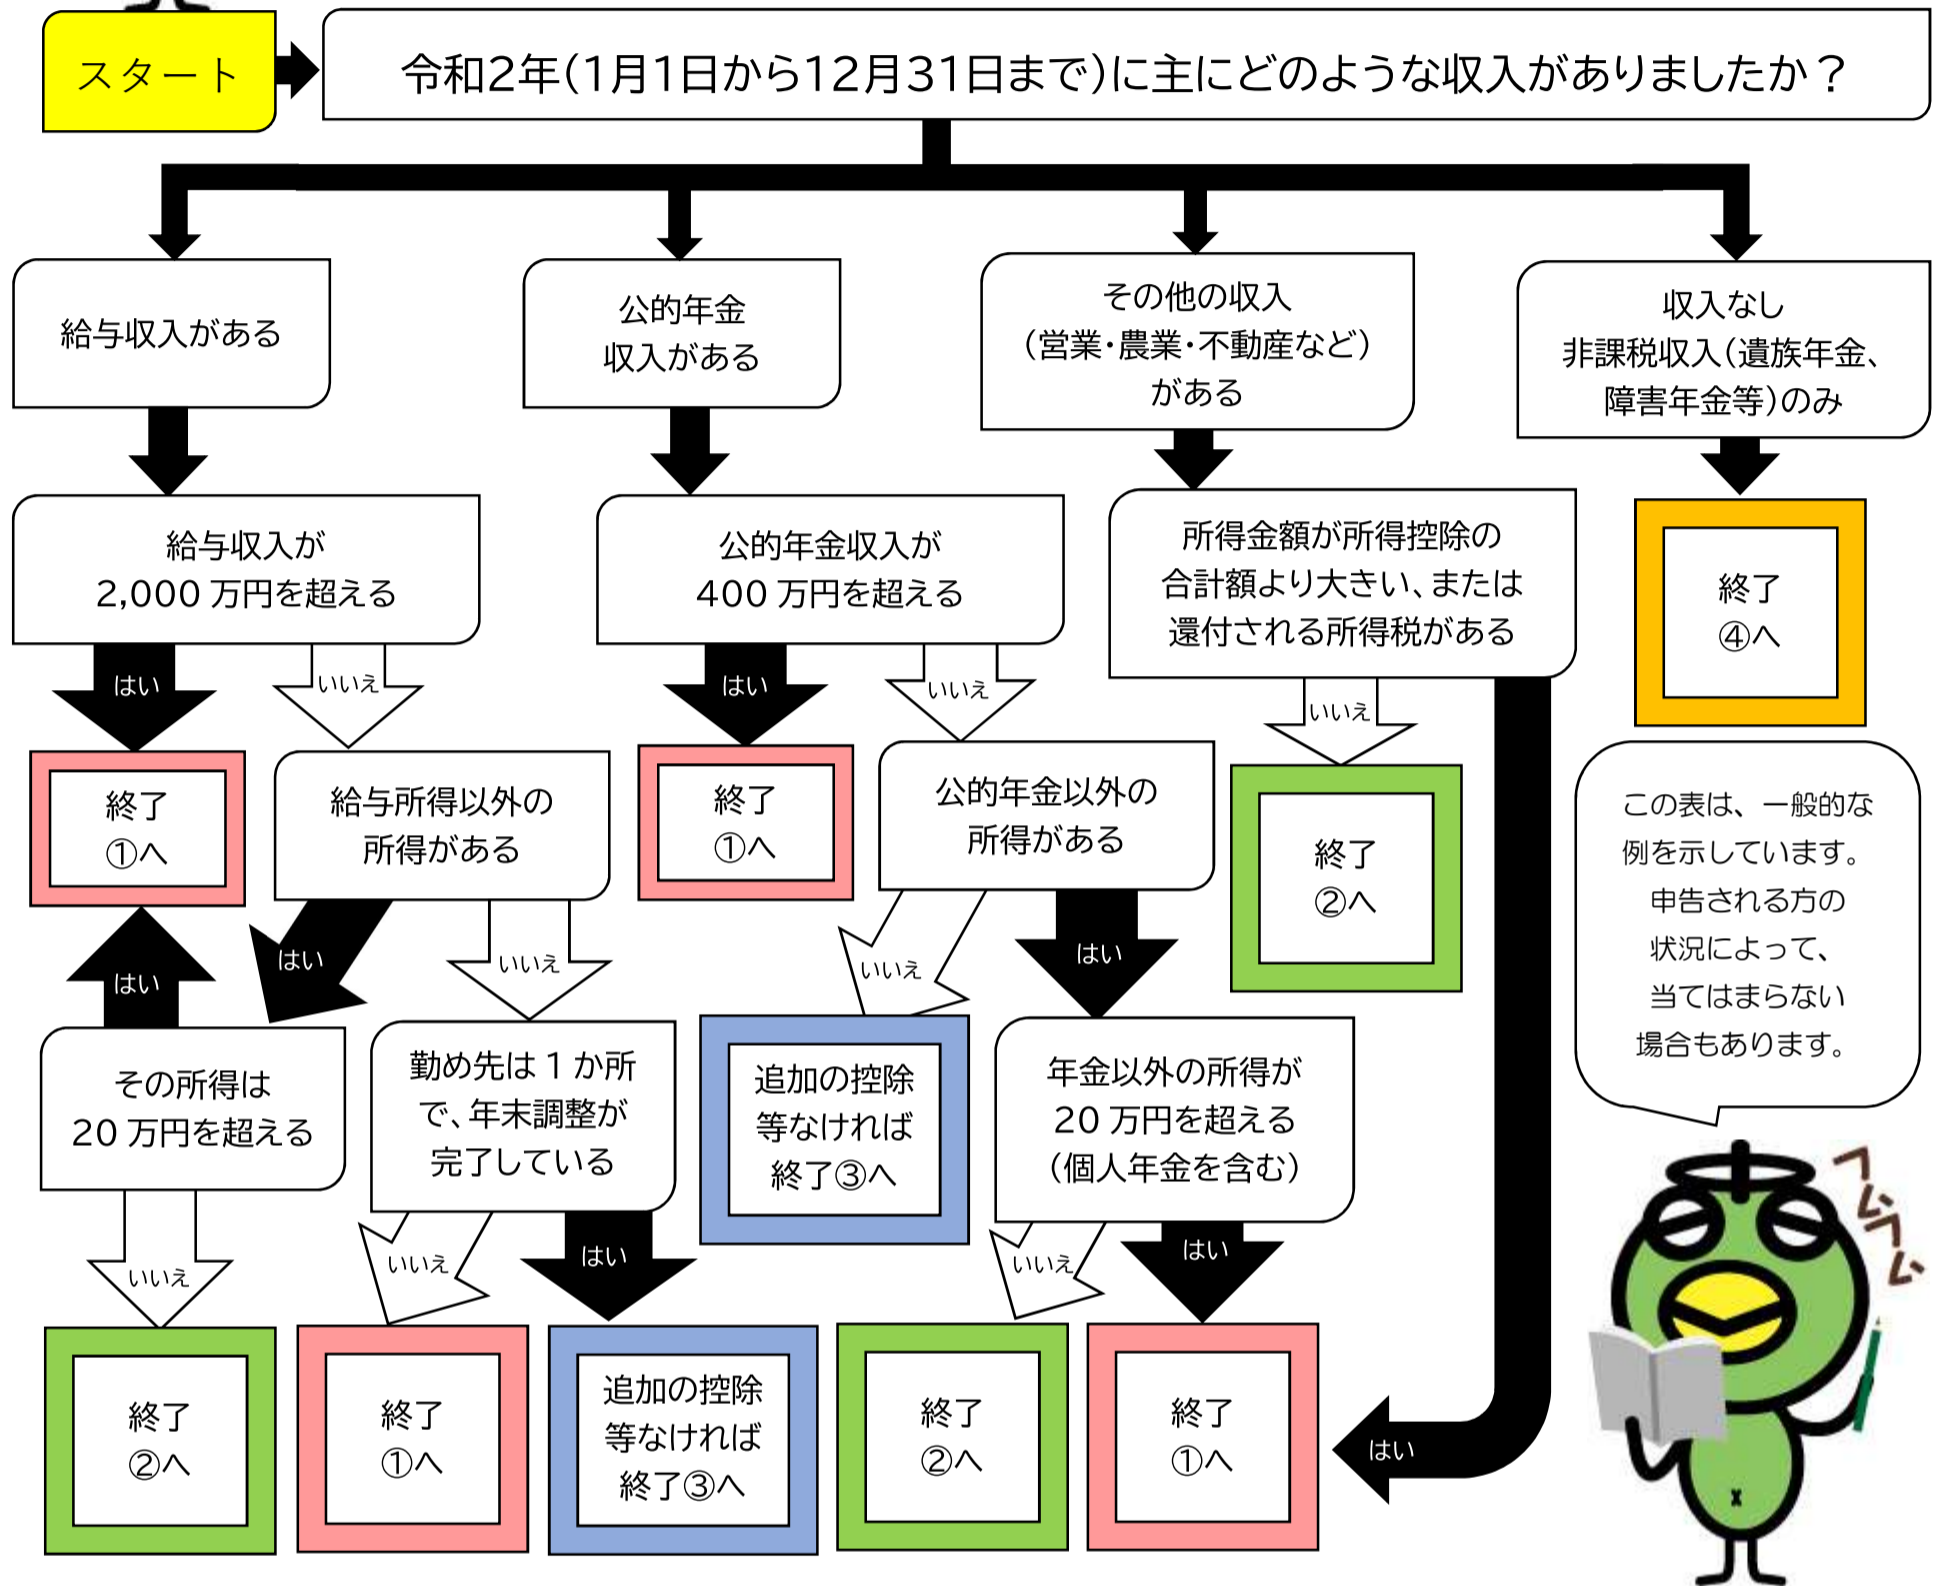 スタート
令和2年(1月1日から12月31日まで)に主にどのような収入がありましたか？
給与収入がある
公的年金
収入がある
その他の収入
(営業・農業・不動産など)
がある
収入なし
非課税収入(遺族年金、
障害年金等)のみ
給与収入が
2,000 万円を超える
公的年金収入が
400 万円を超える
所得金額が所得控除の
合計額より大きい、または
還付される所得税がある
終了
④へ
はい
いいえ
はい
いいえ
いいえ
終了
①へ
給与所得以外の
所得がある
終了
①へ
公的年金以外の
所得がある
終了
②へ
この表は、一般的な
例を示しています。
申告される方の
状況によって、
当てはまらない
場合もあります。
はい
はい
いいえ
いいえ
はい
その所得は
20 万円を超える
勤め先は 1 か所
で、年末調整が
完了している
追加の控除
等なければ
終了③へ
年金以外の所得が
20 万円を超える
(個人年金を含む)
フムフム
いいえ
いいえ
はい
いいえ
はい
終了
②へ
終了
①へ
追加の控除
等なければ
終了③へ
終了
②へ
終了
①へ
はい